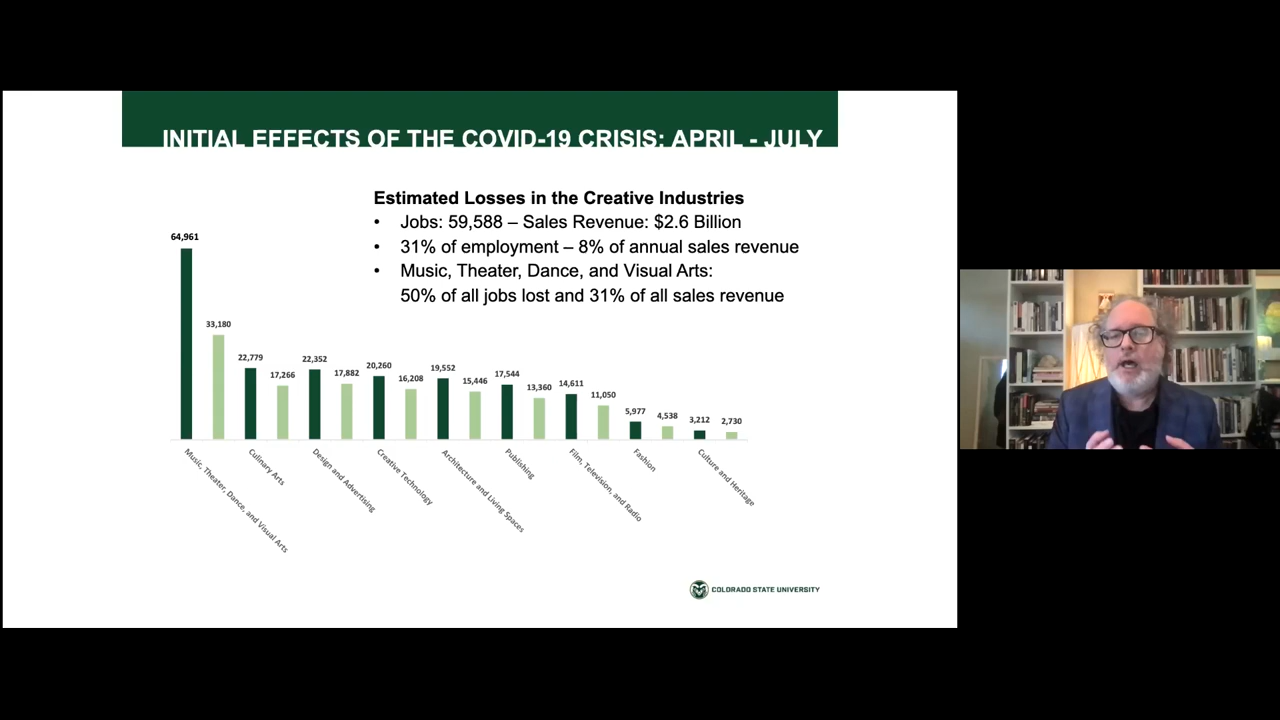 INITIAL EFFECTS OF THE COVID-19 CRISIS: APRIL - JULY
Estimated Losses in the Creative Industries
• Jobs: 59,588 – Sales Revenue: $2.6 Billion
• 31% of employment – 8% of annual sales revenue
• Music, Theater, Dance, and Visual Arts:
50% of all jobs lost and 31% of all sales revenue
64,961
33,180
22,779
17,266
22,352
17,882
20,260
16,208
19,552
15,446
17,544
13,360
14,611
11,050
5,977
4,538
3,212
2,730
Music, Theater, Dance, and Visual Arts
Culinary Arts
Design and Advertising
Creative Technology
Architecture and Living Spaces
Publishing
Film, Television, and Radio
Fashion
Culture and Heritage
COLORADO STATE UNIVERSITY